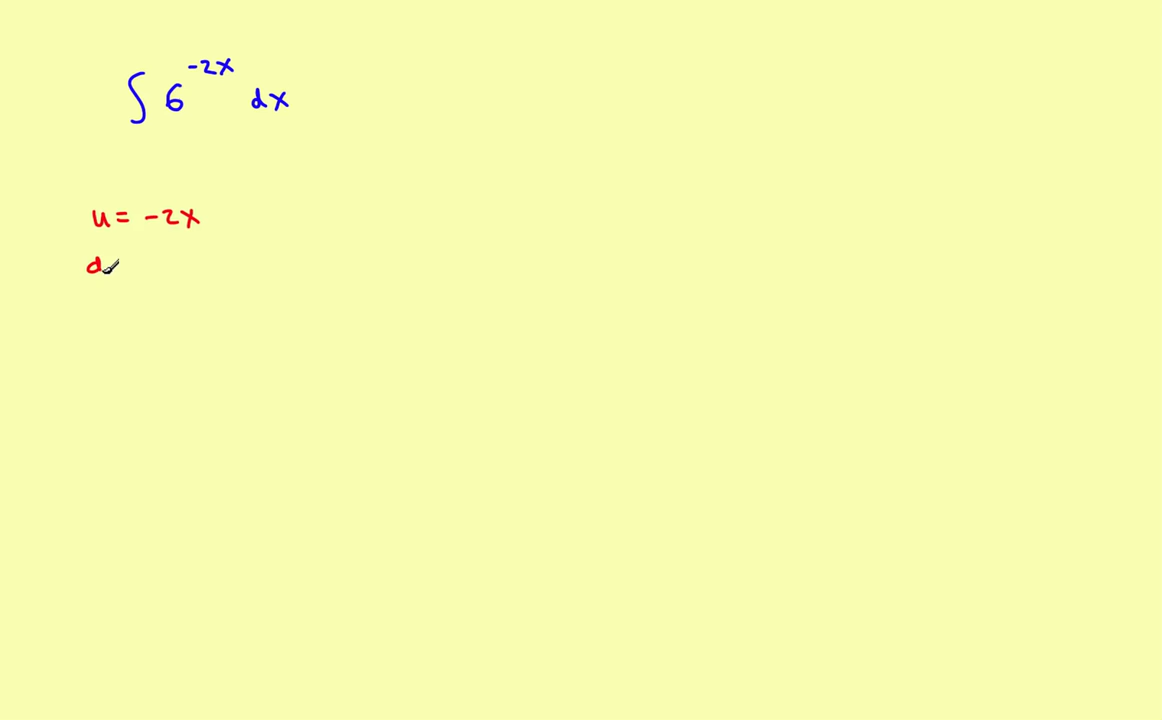 ∫ 6^{-2x} dx
u = -2x
d